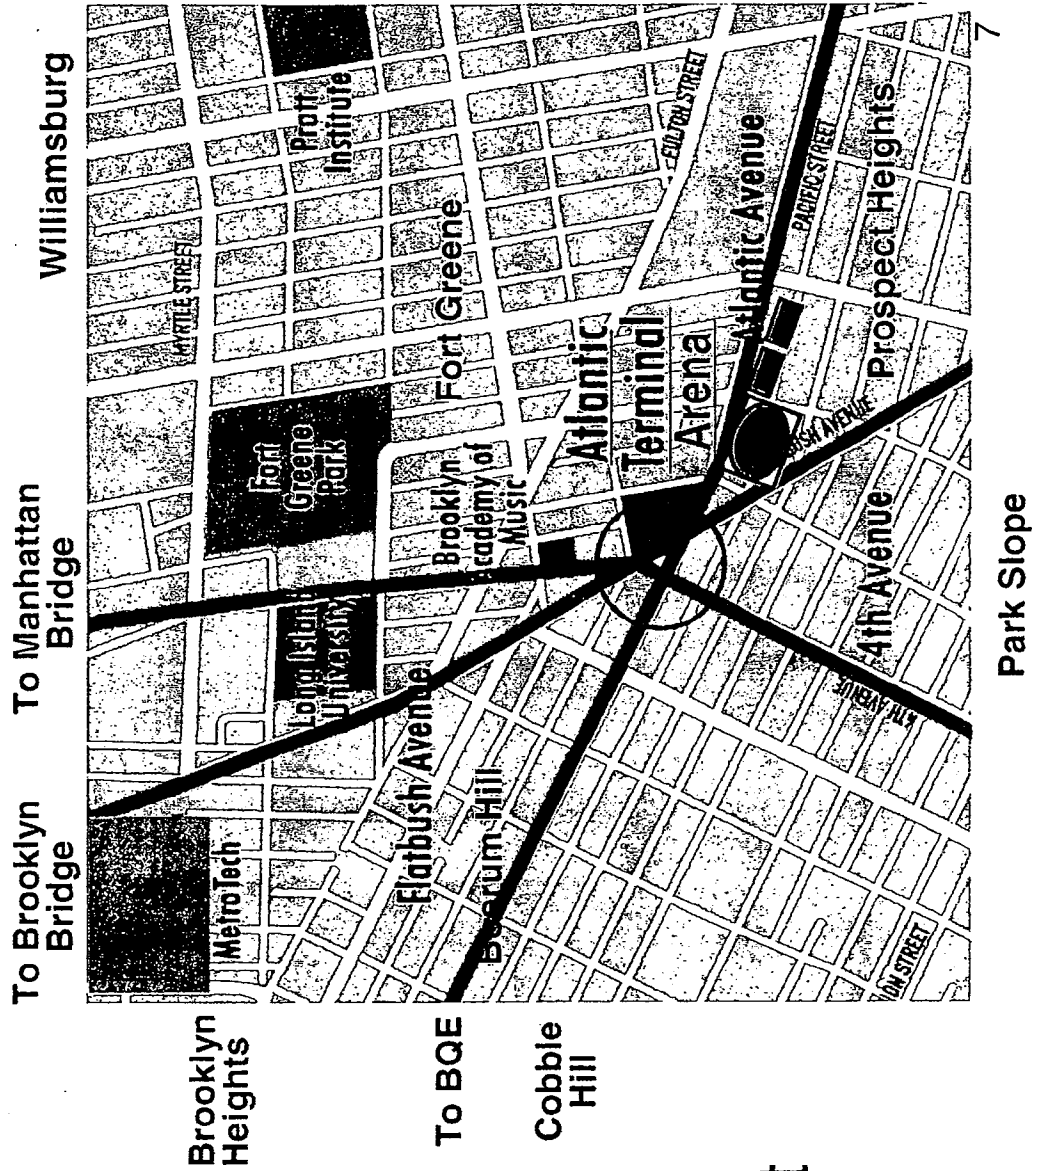 To Brooklyn
Bridge
To Manhattan
Bridge
Williamsburg
Brooklyn
Heights
MetroTech
Long Island
University
Fort
Greene
Park
MYRTLE STREET
Pratt
Institute
To BQE
Flatbush Avenue
Boerum Hill
Brooklyn
Academy of
Music
Fort Greene
Cobble
Hill
Atlantic
Terminal
Arena
FULTON STREET
Atlantic Avenue
PACIFIC STREET
4TH AVENUE
4th Avenue
AVENUE
Prospect Heights
STREET
Park Slope
7